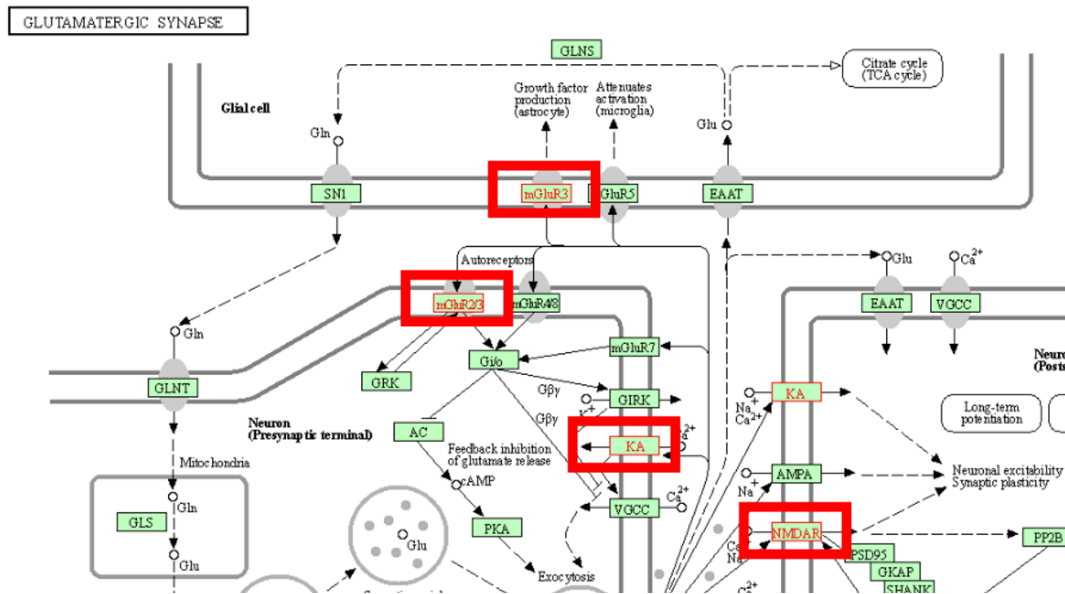 GLUTAMATERGIC SYNAPSE
GLNS
Citrate cycle
(TCA cycle)
Growth factor
production
(astrocyte)
Attenuates
activation
(microglia)
Glial cell
Gln
Glu
SN1
mGluR3
GluR5
EAAT
Autoreceptors
Glu
Ca2+
mGluR2/3
mGluR4/8
EAAT
VGCC
Gln
mGluR7
Gi/o
GRK
GLNT
Neuron
(Presynaptic terminal)
Gβγ
GIRK
K+
Gβγ
AC
Feedback inhibition
of glutamate release
KA
Ca2+
KA
Na+
Ca2+
Long-term
potentiation
Mitochondria
cAMP
AMPA
Na+
Neuronal excitability
Synaptic plasticity
Gln
GLS
PKA
VGCC
Ca2+
Glu
Glu
Exocytosis
NMDAR
PSD95
GKAP
SHANK
PP2B
Ca2+